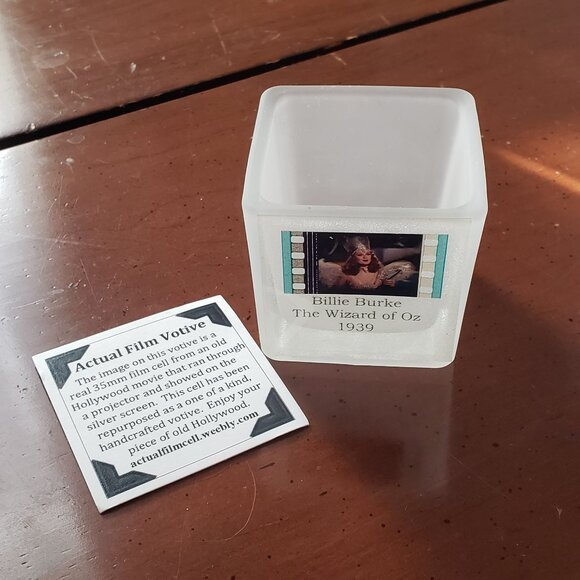 Billie Burke
The Wizard of Oz
1939
Actual Film Votive
The image on this votive is a
real 35mm film cell from an old
Hollywood movie that ran through
a projector and showed on the
silver screen. This cell has been
repurposed as a one of a kind,
handcrafted votive. Enjoy your
piece of old Hollywood.
actualfilmcell.weebly.com